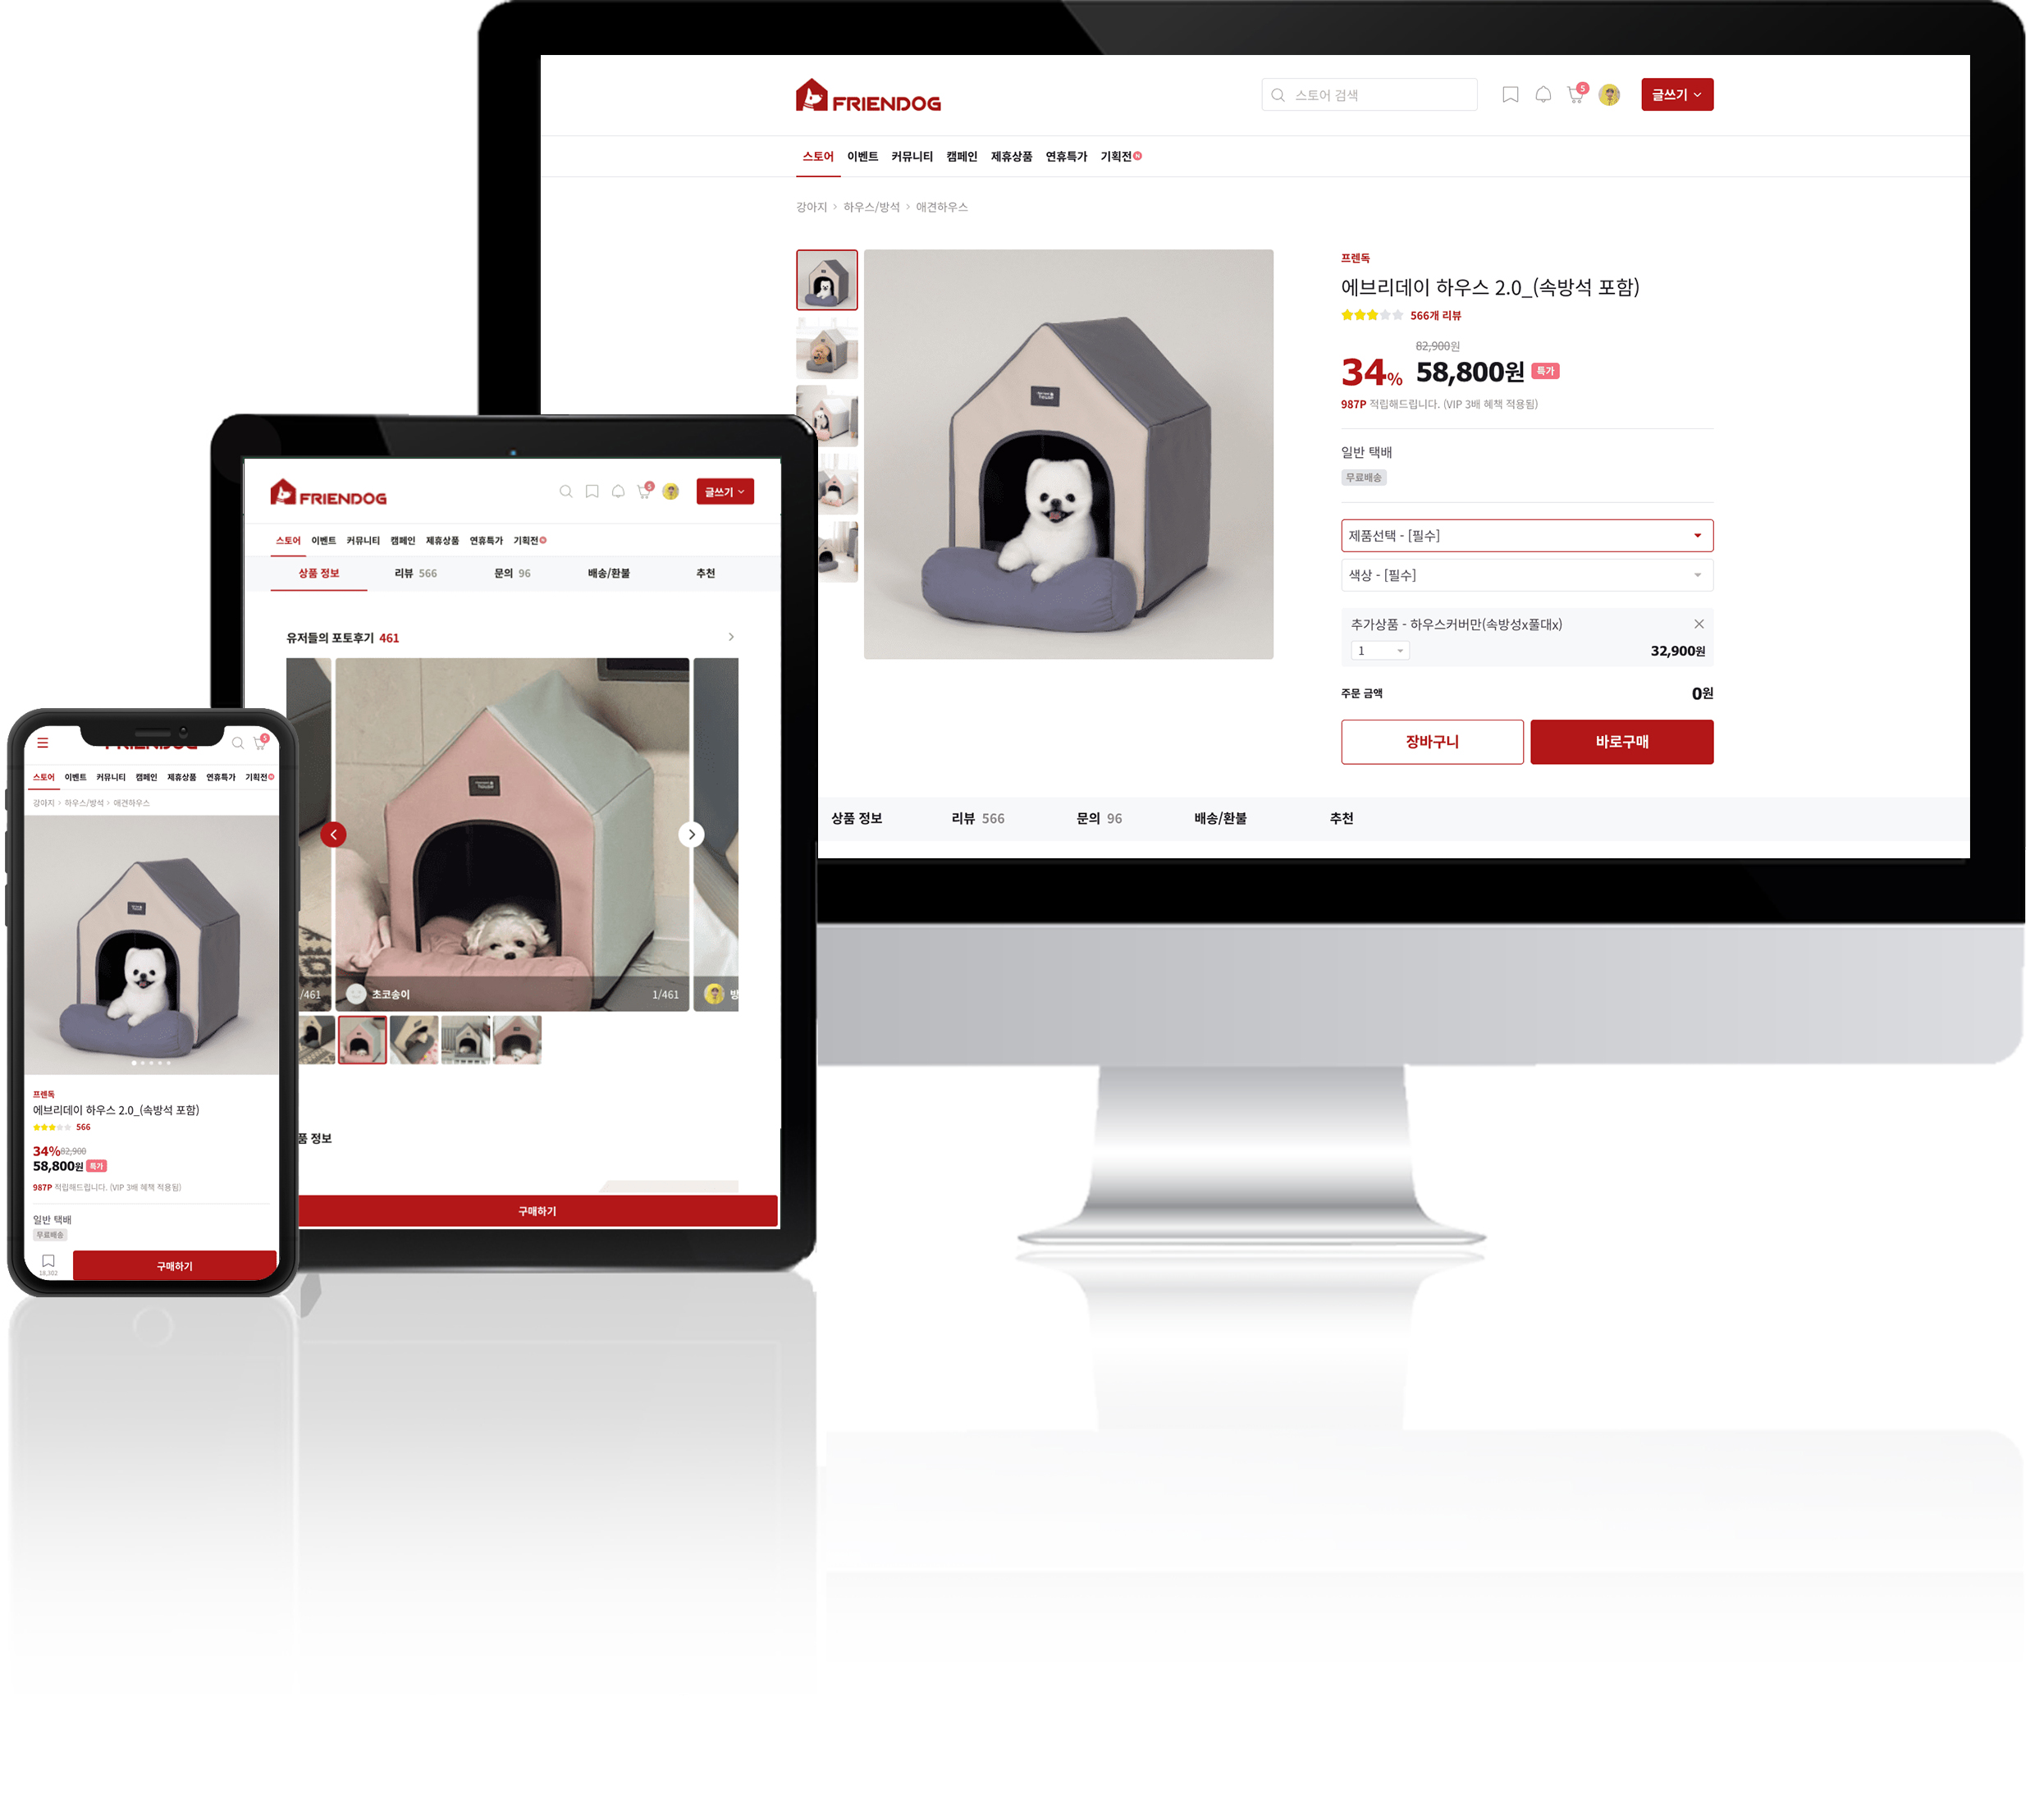 FRIENDOG
스토어 검색
5
글쓰기
스토어 이벤트 커뮤니티 캠페인 제휴상품 연휴특가 기획전 N
강아지 > 하우스/방석 > 애견하우스
프렌독
에브리데이 하우스 2.0_(속방석 포함)
566개 리뷰
82,900원
34% 58,800원 특가
987P 적립해드립니다. (VIP 3배 혜책 적용됨)
일반 택배
무료배송
제품선택 - [필수]
색상 - [필수]
추가상품 - 하우스커버만(속방성x풀대x)
1 32,900원
주문 금액 0원
장바구니 바로구매
상품 정보 리뷰 566 문의 96 배송/환불 추천
FRIENDOG
5
글쓰기
스토어 이벤트 커뮤니티 캠페인 제휴상품 연휴특가 기획전
상품 정보 리뷰 566 문의 96 배송/환불 추천
유저들의 포토후기 461
/461 초코송이 1/461 방
품 정보
구매하기
FRIENDOG
5
스토어 이벤트 커뮤니티 캠페인 제휴상품 연휴특가 기획전
강아지 > 하우스/방석 > 애견하우스
프렌독
에브리데이 하우스 2.0_(속방석 포함)
566
34% 82,900
58,800원 특가
987P 적립해드립니다. (VIP 3배 혜책 적용됨)
일반 택배
무료배송
18,302
구매하기